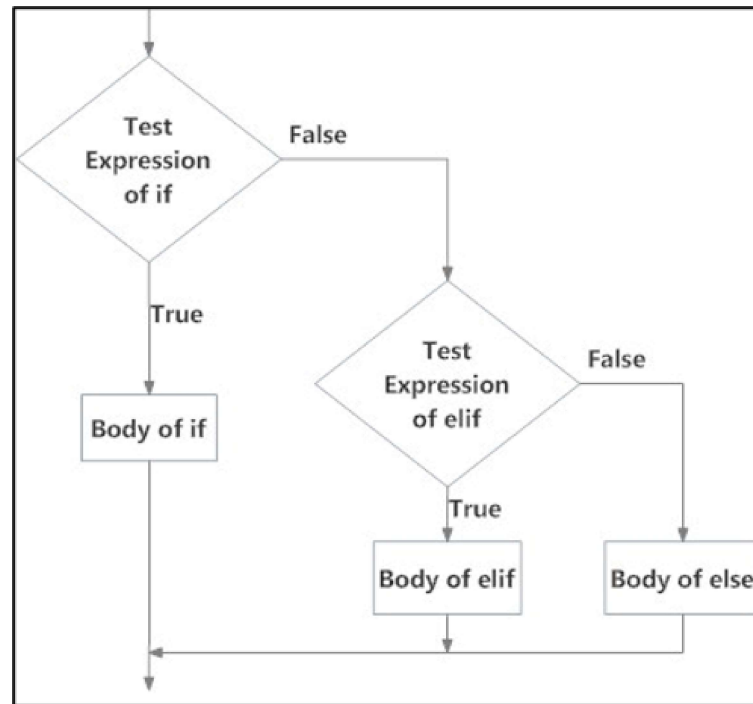 Test
Expression
of if
False
True
Test
Expression
of elif
False
Body of if
True
Body of elif
Body of else